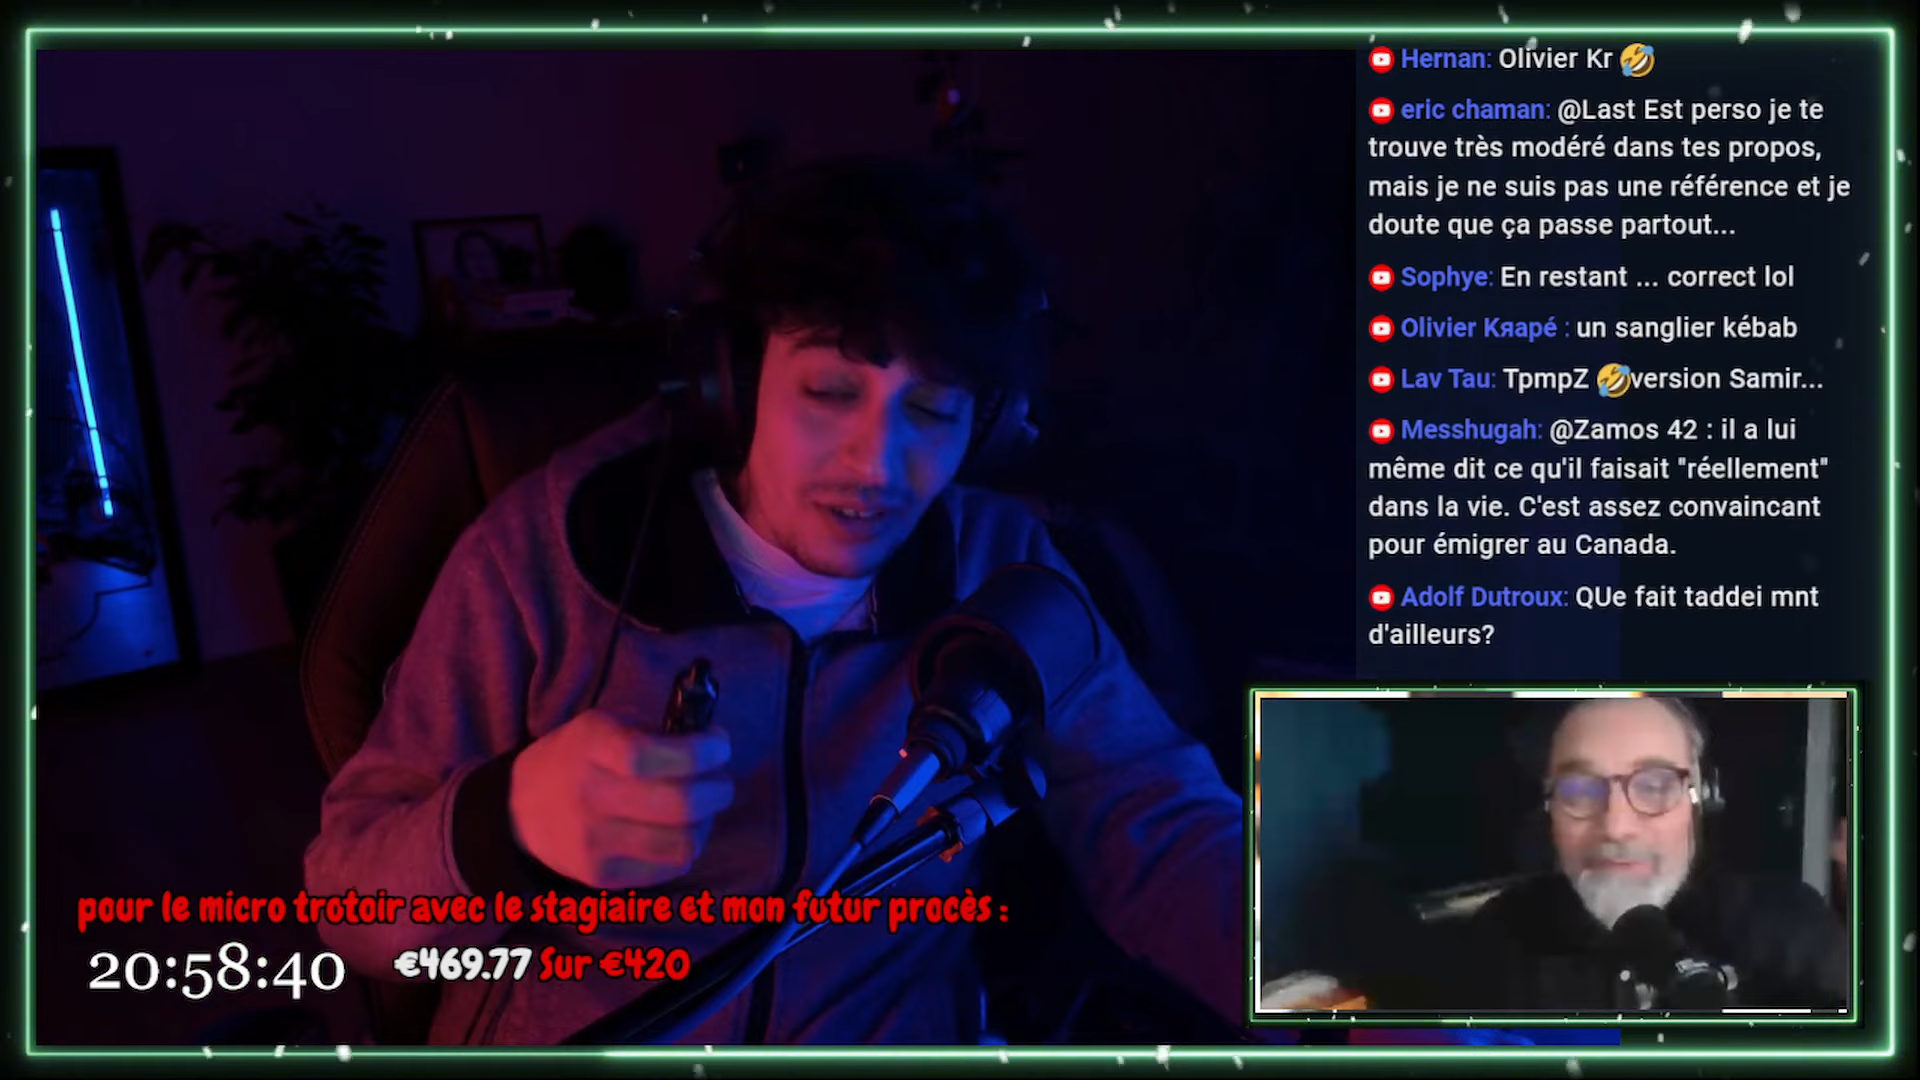 Hernan: Olivier Kr 🤣
eric chaman: @Last Est perso je te
trouve très modéré dans tes propos,
mais je ne suis pas une référence et je
doute que ça passe partout...
Sophye: En restant ... correct lol
Olivier Kяapé : un sanglier kébab
Lav Tau: TpmpZ 🤣version Samir...
Messhugah: @Zamos 42 : il a lui
même dit ce qu'il faisait "réellement"
dans la vie. C'est assez convaincant
pour émigrer au Canada.
Adolf Dutroux: QUe fait taddei mnt
d'ailleurs?
pour le micro trotoir avec le stagiaire et mon futur procès :
20:58:40 €469.77 Sur €420